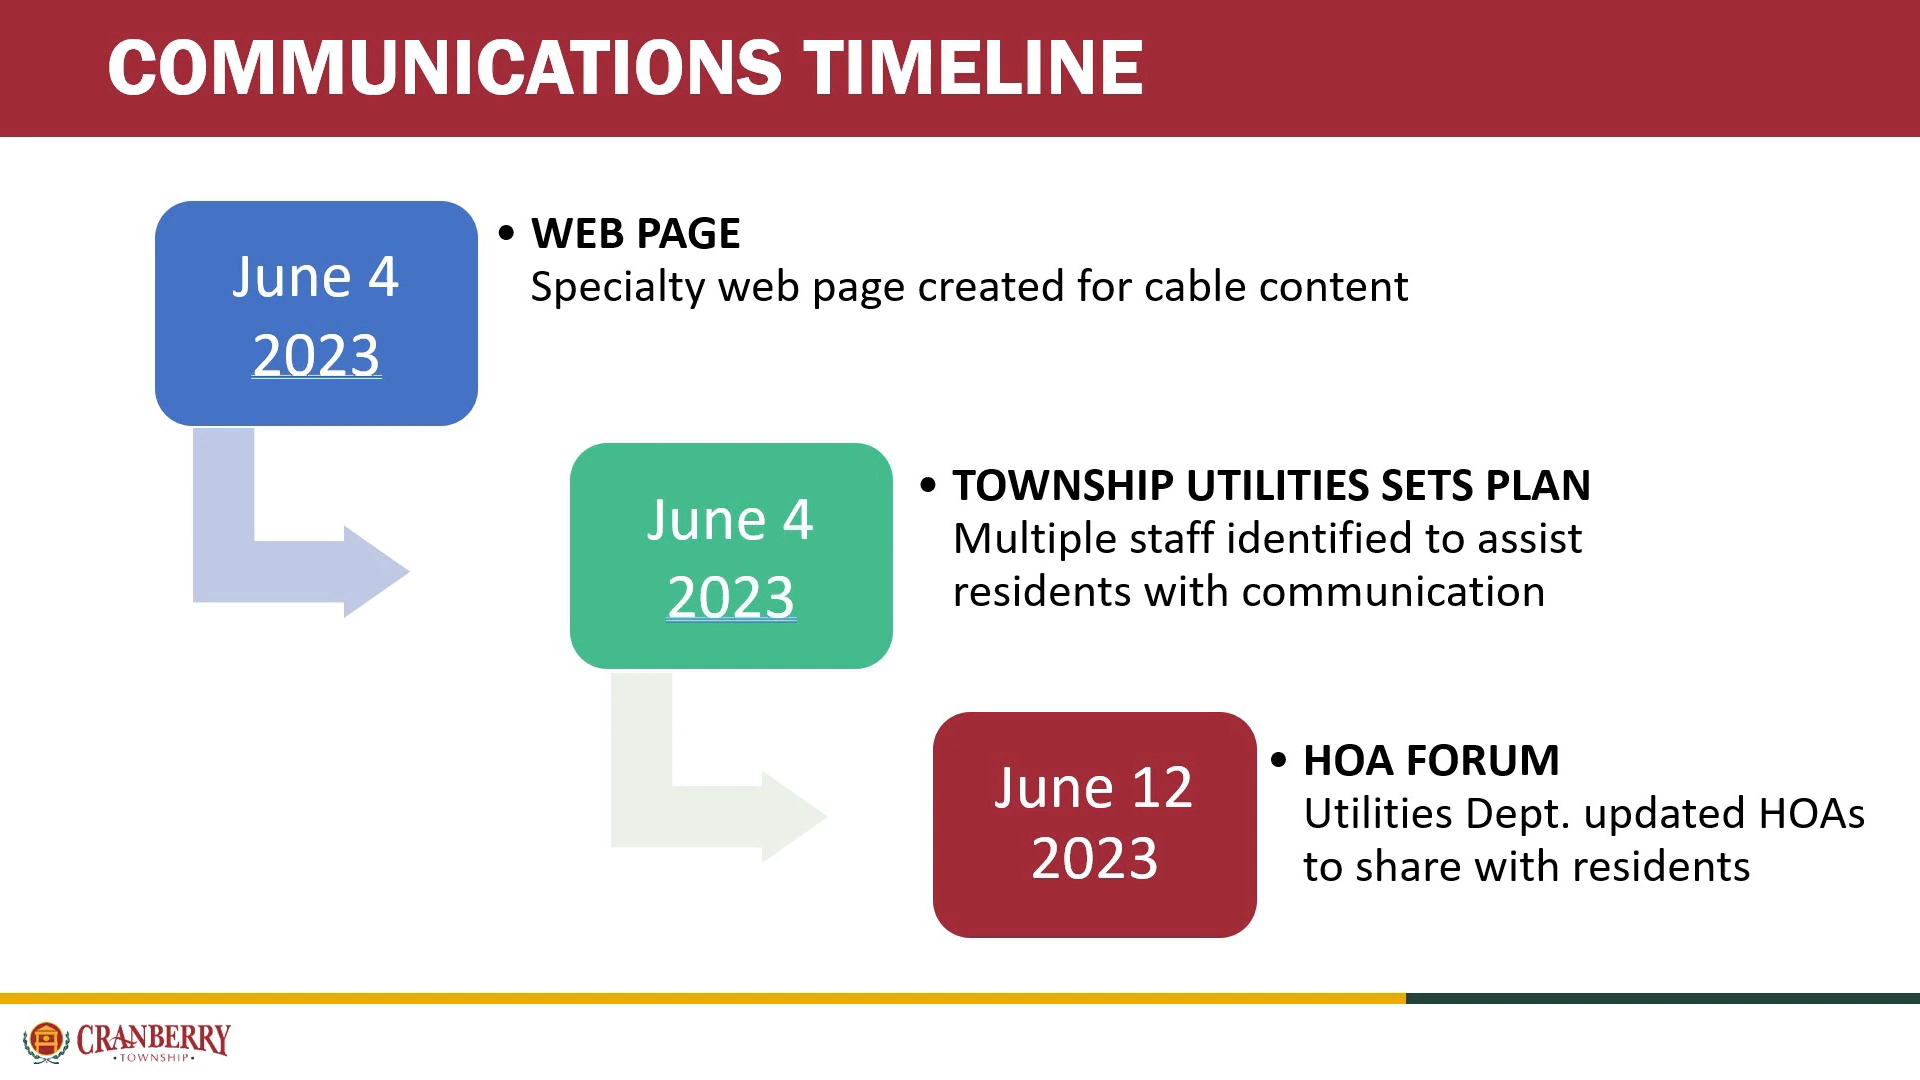 COMMUNICATIONS TIMELINE
June 4
2023
• WEB PAGE
Specialty web page created for cable content
June 4
2023
• TOWNSHIP UTILITIES SETS PLAN
Multiple staff identified to assist
residents with communication
June 12
2023
• HOA FORUM
Utilities Dept. updated HOAs
to share with residents
CRANBERRY
•TOWNSHIP•